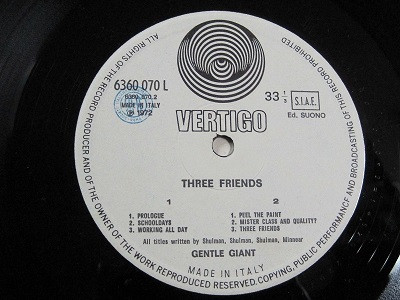 ALL RIGHTS OF THE RECORD PRODUCER AND OF THE OWNER OF THE WORK REPRODUCED RESERVED. COPYING, PUBLIC PERFORMANCE AND BROADCASTING OF THIS RECORD PROHIBITED
6360 070 L
6360 070.2
MADE IN ITALY
℗ 1972
33 1/3
S.I.A.E.
Ed. SUONO
VERTIGO
THREE FRIENDS
1
1. PROLOGUE
2. SCHOOLDAYS
3. WORKING ALL DAY
2
1. PEEL THE PAINT
2. MISTER CLASS AND QUALITY?
3. THREE FRIENDS
All titles written by Shulman, Shulman, Shulman, Minnear
GENTLE GIANT
MADE IN ITALY